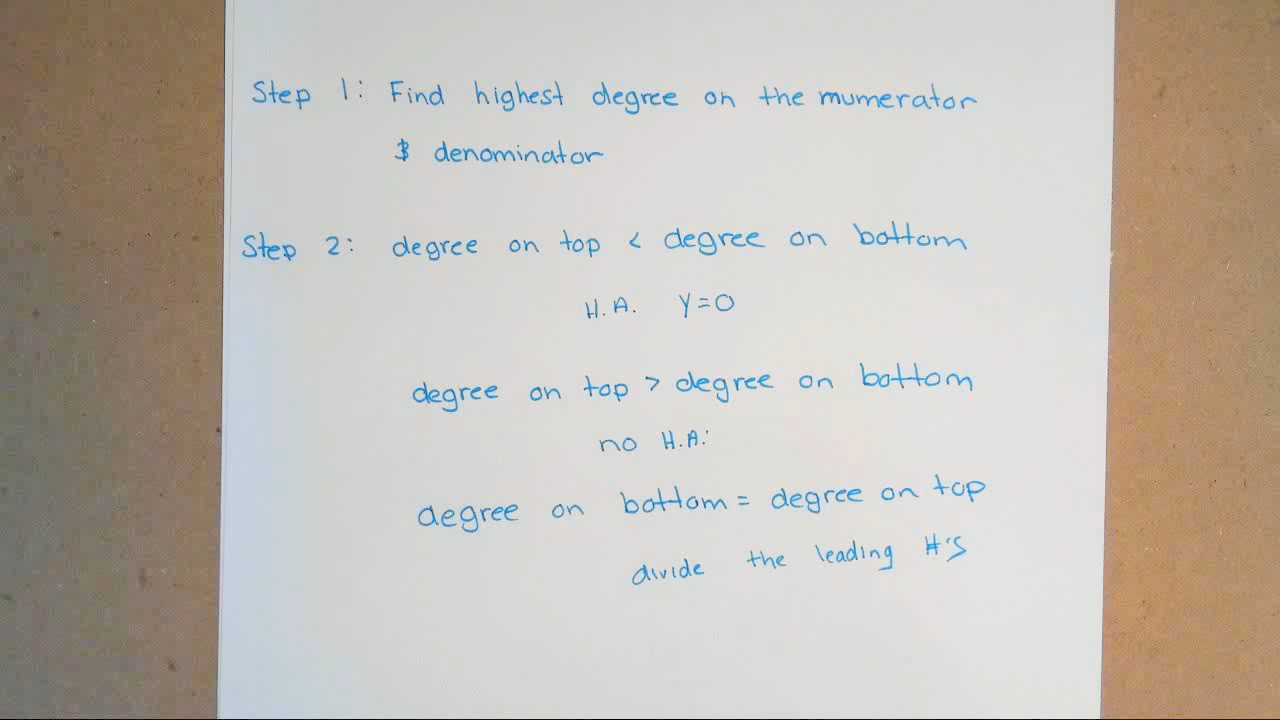 Step 1: Find highest degree on the mumerator
& denominator
Step 2: degree on top < degree on bottom
H.A. y=0
degree on top > degree on bottom
no H.A.
degree on bottom = degree on top
divide the leading #'s